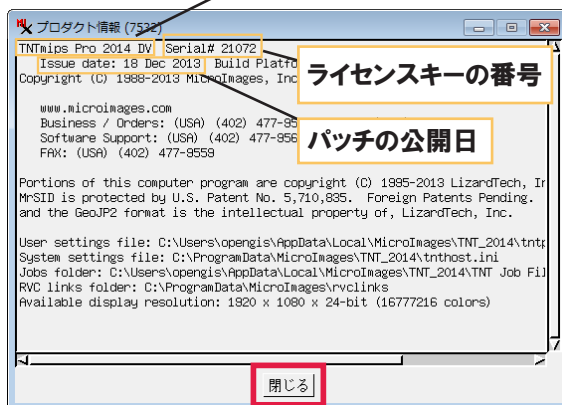 プロダクト情報 (7532)
TNTmips Pro 2014 DV Serial# 21072
Issue date: 18 Dec 2013 Build Platfo
ライセンスキーの番号
Copyright (C) 1988-2013 MicroImages, Inc
www.microimages.com
Business / Orders: (USA) (402) 477-95
パッチの公開日
Software Support: (USA) (402) 477-956
FAX: (USA) (402) 477-9559
Portions of this computer program are copyright (C) 1995-2013 LizardTech, In
MrSID is protected by U.S. Patent No. 5,710,835. Foreign Patents Pending.
and the GeoJP2 format is the intellectual property of, LizardTech, Inc.
User settings file: C:\Users\opengis\AppData\Local\MicroImages\TNT_2014\tntp
System settings file: C:\ProgramData\MicroImages\TNT_2014\tnthost.ini
Jobs folder: C:\Users\opengis\AppData\Local\MicroImages\TNT_2014\TNT Job Fil
RVC links folder: C:\ProgramData\MicroImages\rvclinks
Available display resolution: 1920 x 1080 x 24-bit (16777216 colors)
閉じる